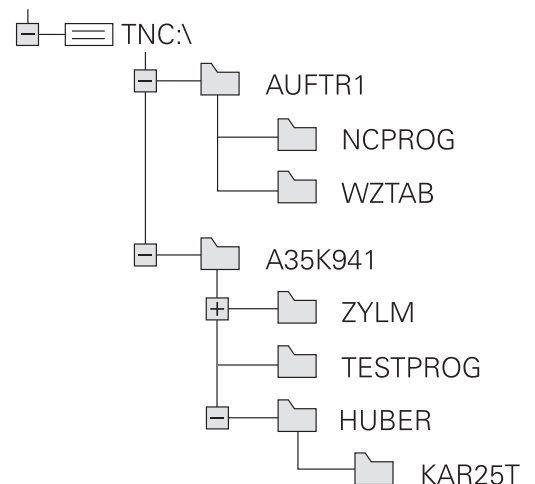 TNC:\
AUFTR1
NCPROG
WZTAB
A35K941
ZYLM
TESTPROG
HUBER
KAR25T